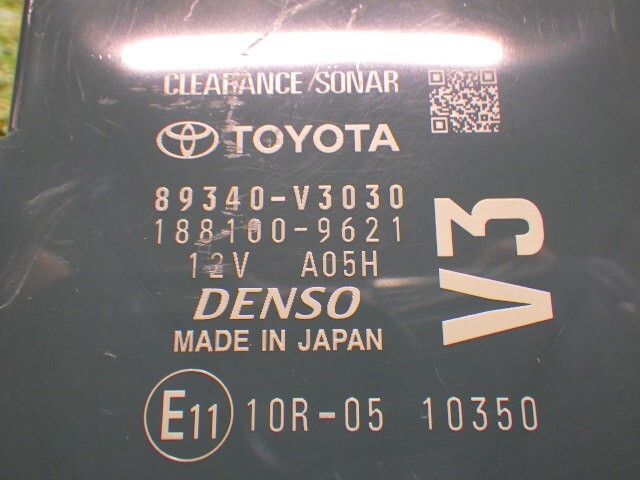 CLEARANCE/SONAR
TOYOTA
89340-V3030
188100-9621
12V A05H
DENSO
MADE IN JAPAN
V3
E11 10R-05 10350